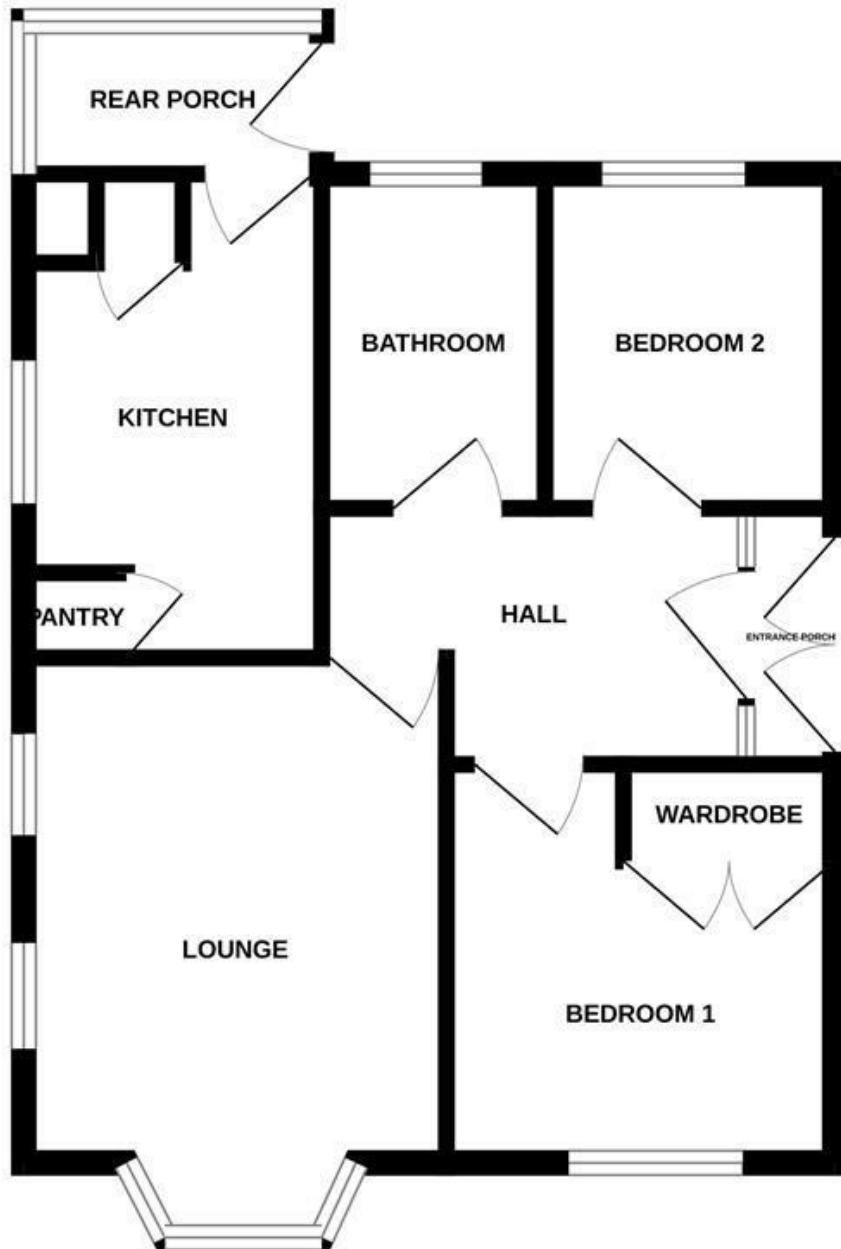 REAR PORCH
BATHROOM
BEDROOM 2
KITCHEN
HALL
PANTRY
ENTRANCE PORCH
WARDROBE
LOUNGE
BEDROOM 1